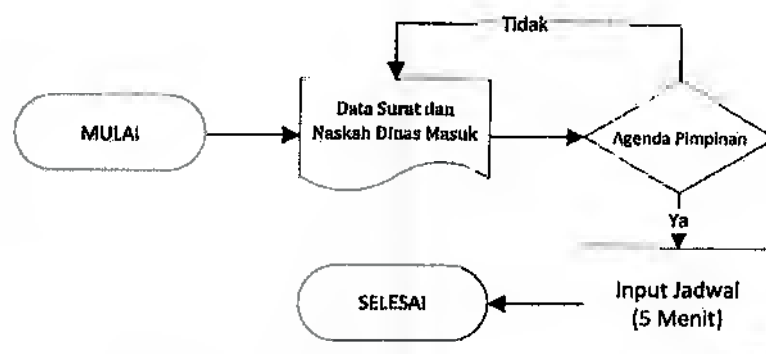 Tidak
MULAI
Data Surat dan
Naskah Dinas Masuk
Agenda Pimpinan
Ya
SELESAI
Input Jadwal
(5 Menit)